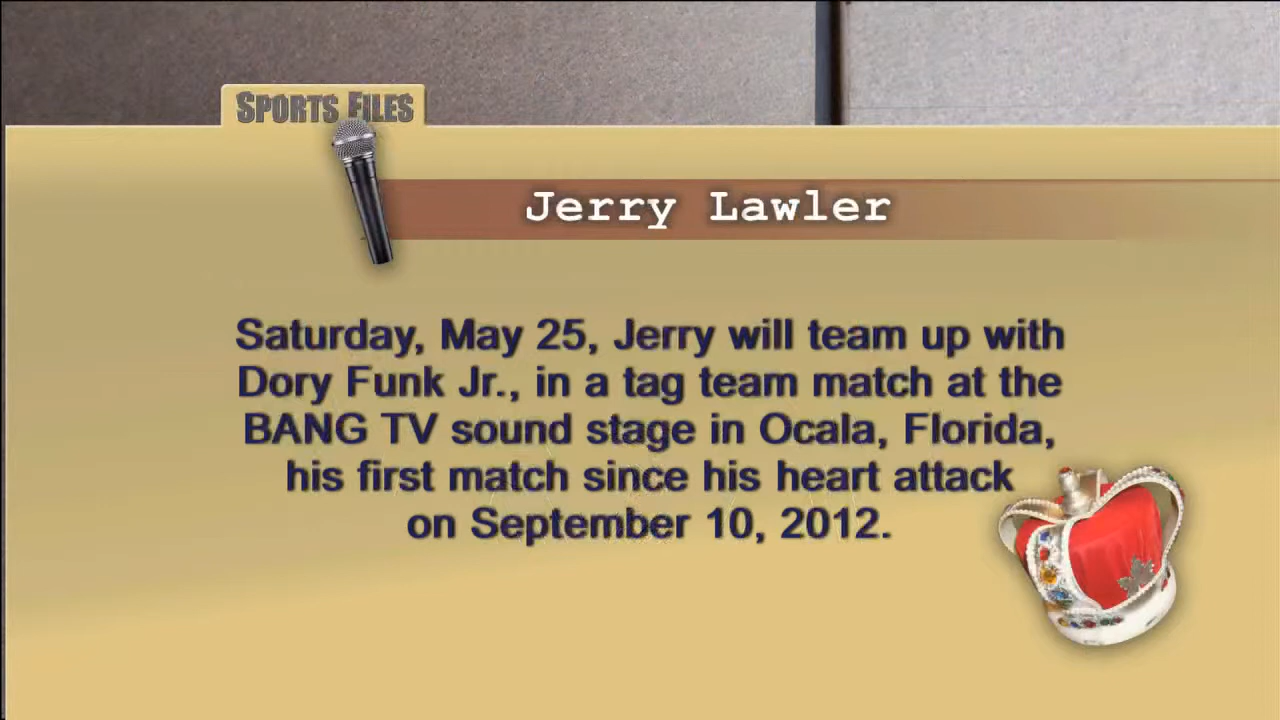 SPORTS FILES
Jerry Lawler
Saturday, May 25, Jerry will team up with
Dory Funk Jr., in a tag team match at the
BANG TV sound stage in Ocala, Florida,
his first match since his heart attack
on September 10, 2012.